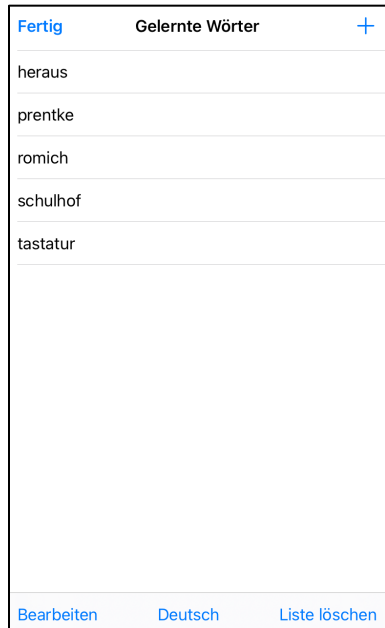 Fertig Gelernte Wörter +
heraus
prentke
romich
schulhof
tastatur
Bearbeiten Deutsch Liste löschen